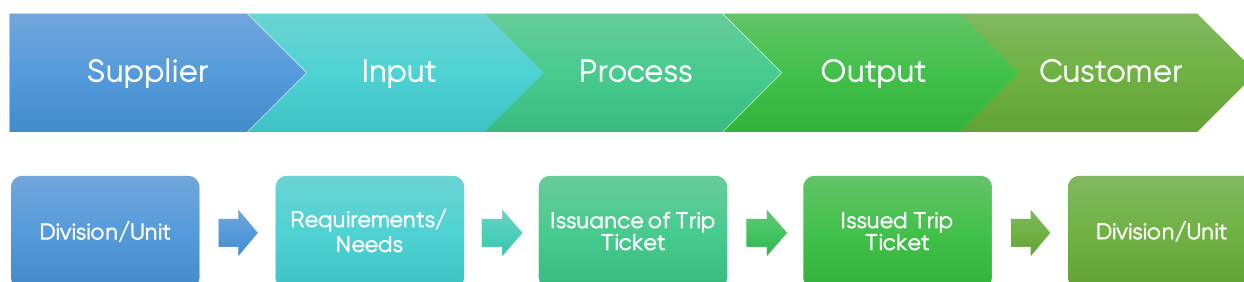 Supplier
Input
Process
Output
Customer
Division/Unit
Requirements/
Needs
Issuance of Trip
Ticket
Issued Trip
Ticket
Division/Unit